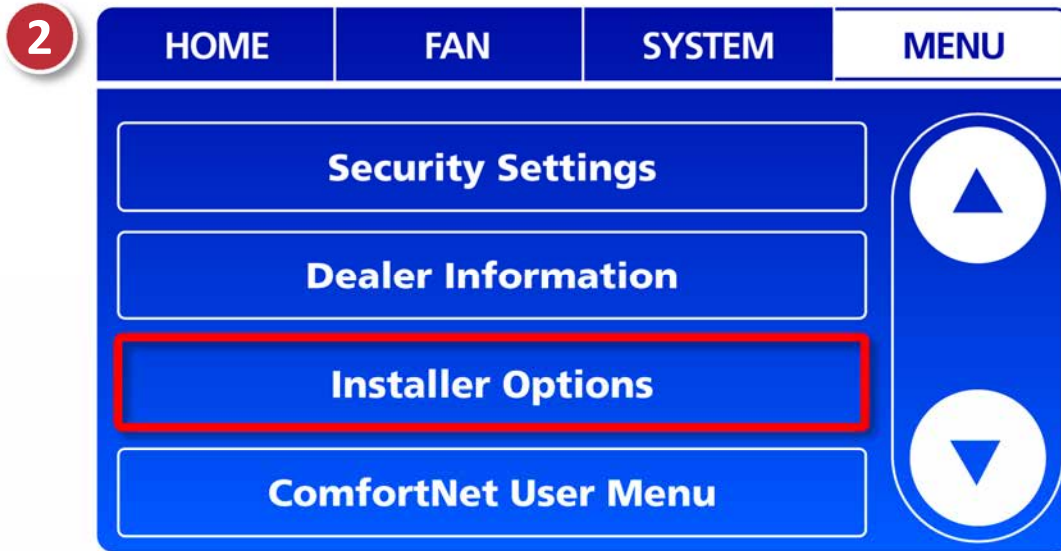 2
HOME FAN SYSTEM MENU
Security Settings
Dealer Information
Installer Options
ComfortNet User Menu